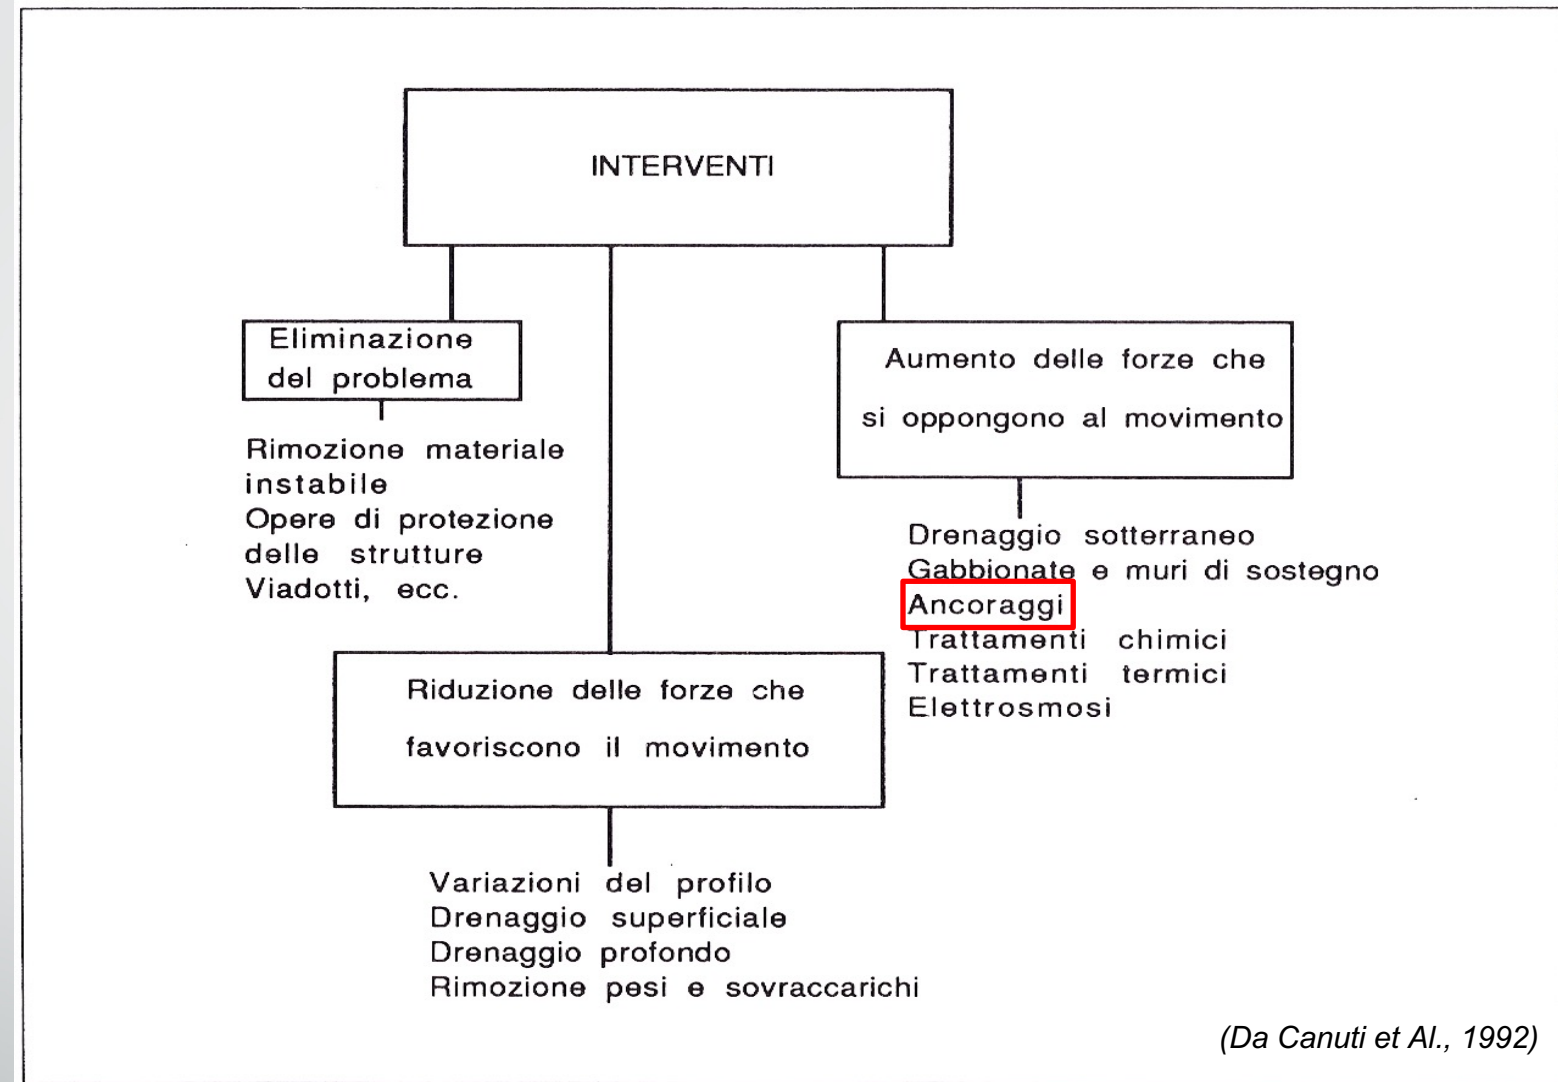 INTERVENTI
Eliminazione
del problema
Rimozione materiale
instabile
Opere di protezione
delle strutture
Viadotti, ecc.
Riduzione delle forze che
favoriscono il movimento
Variazioni del profilo
Drenaggio superficiale
Drenaggio profondo
Rimozione pesi e sovraccarichi
Aumento delle forze che
si oppongono al movimento
Drenaggio sotterraneo
Gabbionate e muri di sostegno
Ancoraggi
Trattamenti chimici
Trattamenti termici
Elettrosmosi
(Da Canuti et Al., 1992)